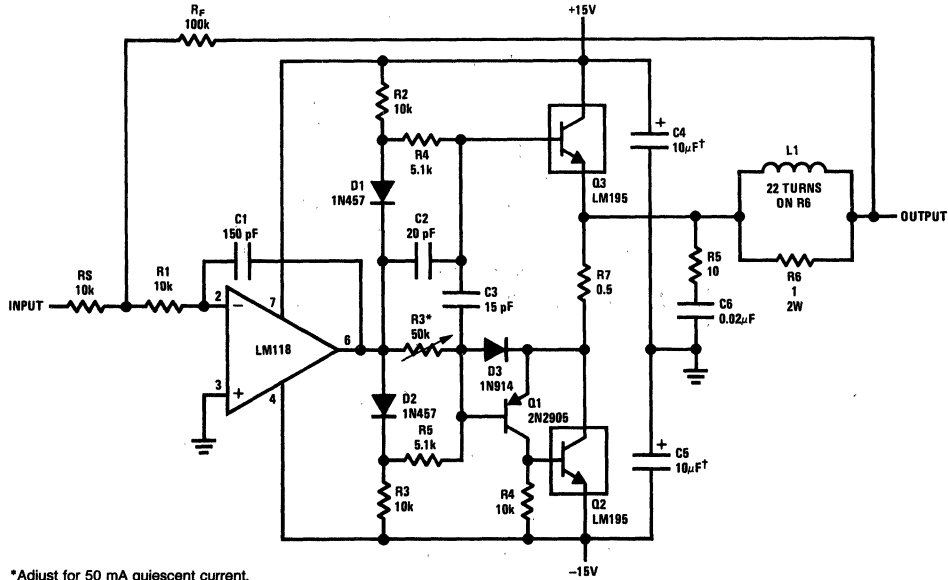 RF
100k
+15V
R2
10k
R4
5.1k
D1
1N457
Q3
LM195
C4
+
10µF†
L1
22 TURNS
ON R6
OUTPUT
C1
150 pF
C2
20 pF
RS
10k
R1
10k
INPUT
2
−
7
LM118
6
3
+
4
R3*
50k
C3
15 pF
R7
0.5
R5
10
R6
1
2W
C6
0.02µF
D3
1N914
D2
1N457
Q1
2N2905
R5
5.1k
R3
10k
R4
10k
Q2
LM195
+
C5
10µF†
−15V
*Adjust for 50 mA quiescent current.